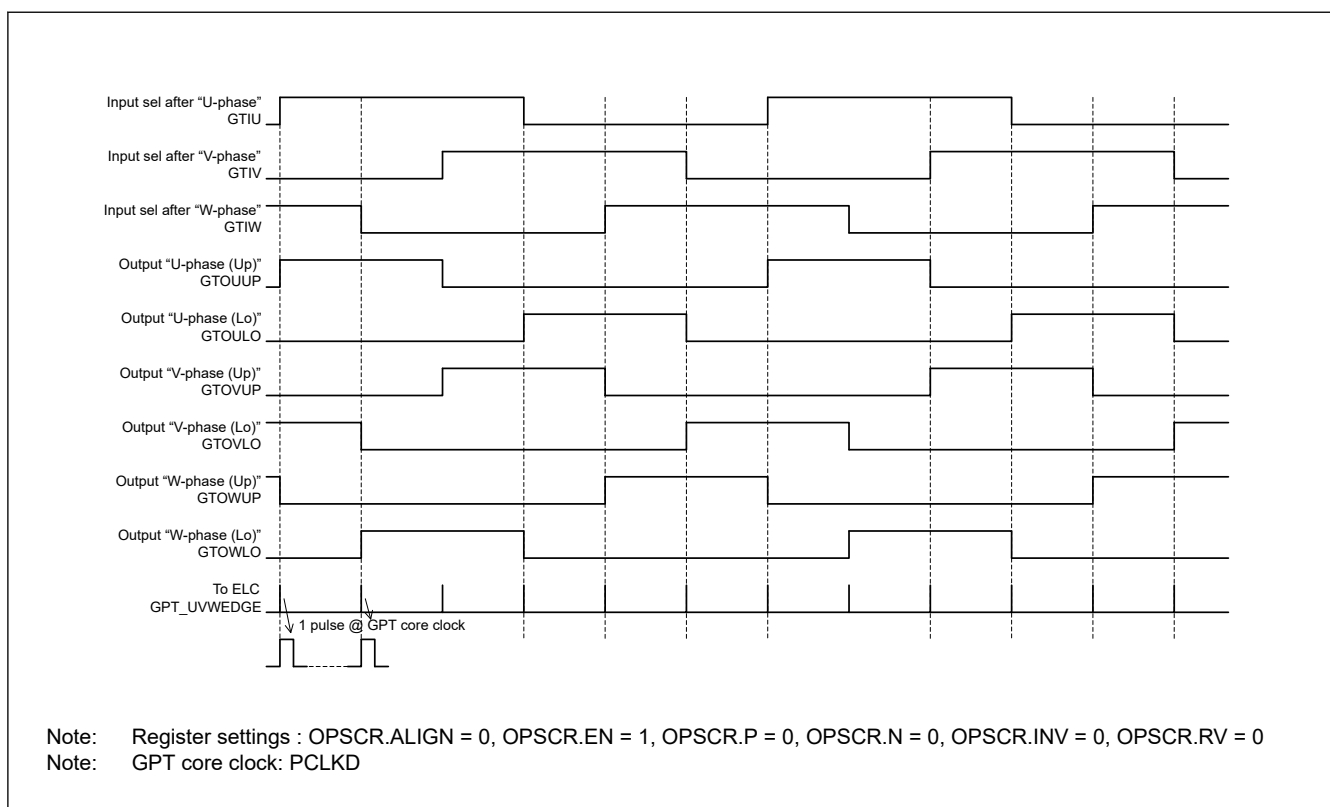 Input sel after “U-phase”
GTIU
Input sel after “V-phase”
GTIV
Input sel after “W-phase”
GTIW
Output “U-phase (Up)”
GTOUUP
Output “U-phase (Lo)”
GTOULO
Output “V-phase (Up)”
GTOVUP
Output “V-phase (Lo)”
GTOVLO
Output “W-phase (Up)”
GTOWUP
Output “W-phase (Lo)”
GTOWLO
To ELC
GPT_UVWEDGE
1 pulse @ GPT core clock
Note: Register settings : OPSCR.ALIGN = 0, OPSCR.EN = 1, OPSCR.P = 0, OPSCR.N = 0, OPSCR.INV = 0, OPSCR.RV = 0
Note: GPT core clock: PCLKD